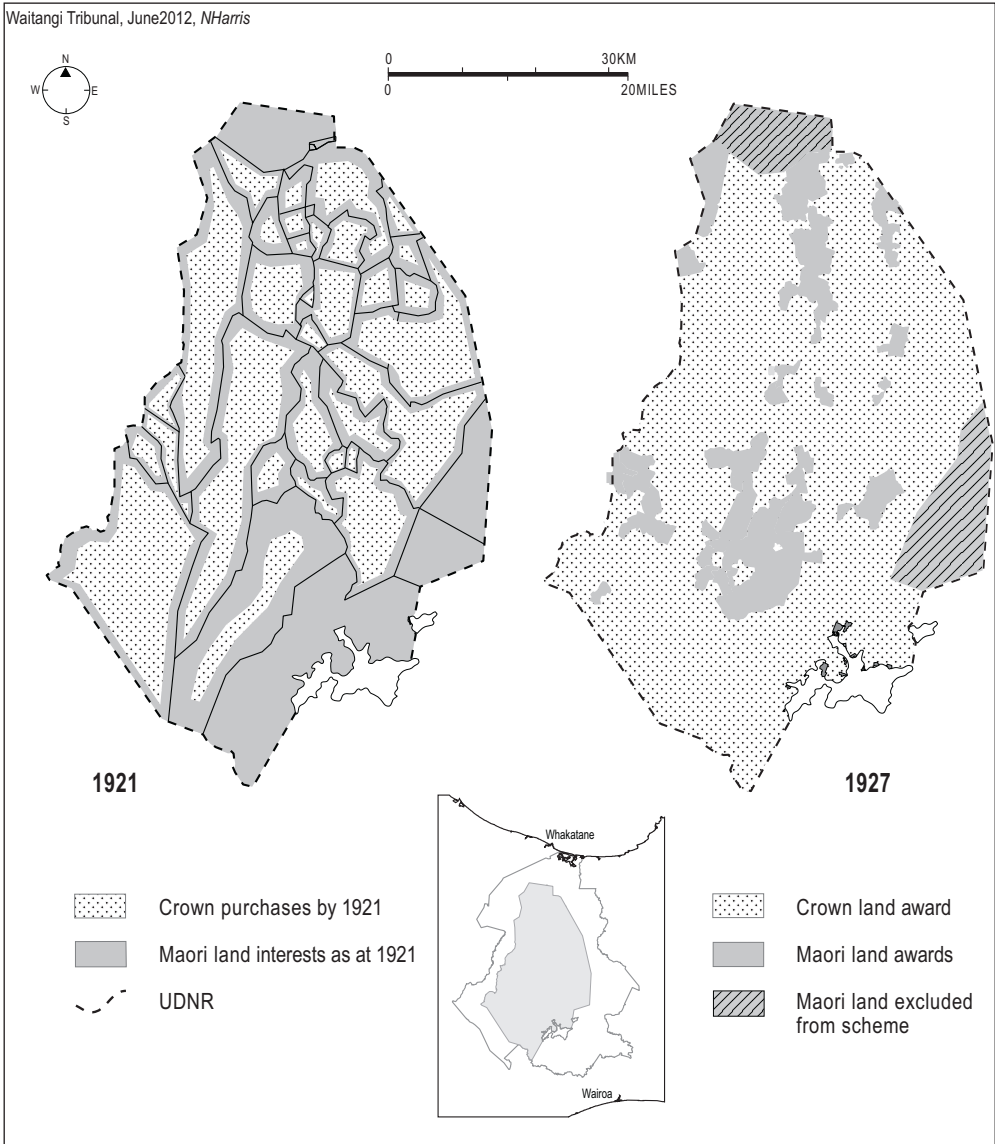 Waitangi Tribunal, June2012, NHarris
N
W E
S
0 30KM
0 20MILES
1921
1927
Whakatane
Wairoa
Crown purchases by 1921
Maori land interests as at 1921
UDNR
Crown land award
Maori land awards
Maori land excluded
from scheme